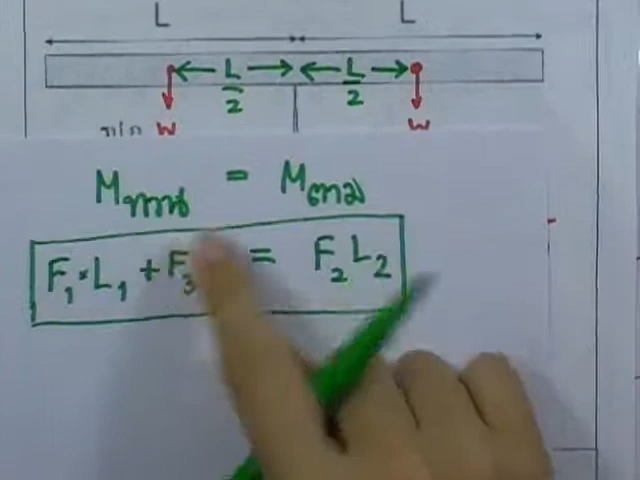 L L
L/2 L/2
W W
M ทวน = M ตาม
F₁·L₁ + F₃ = F₂L₂